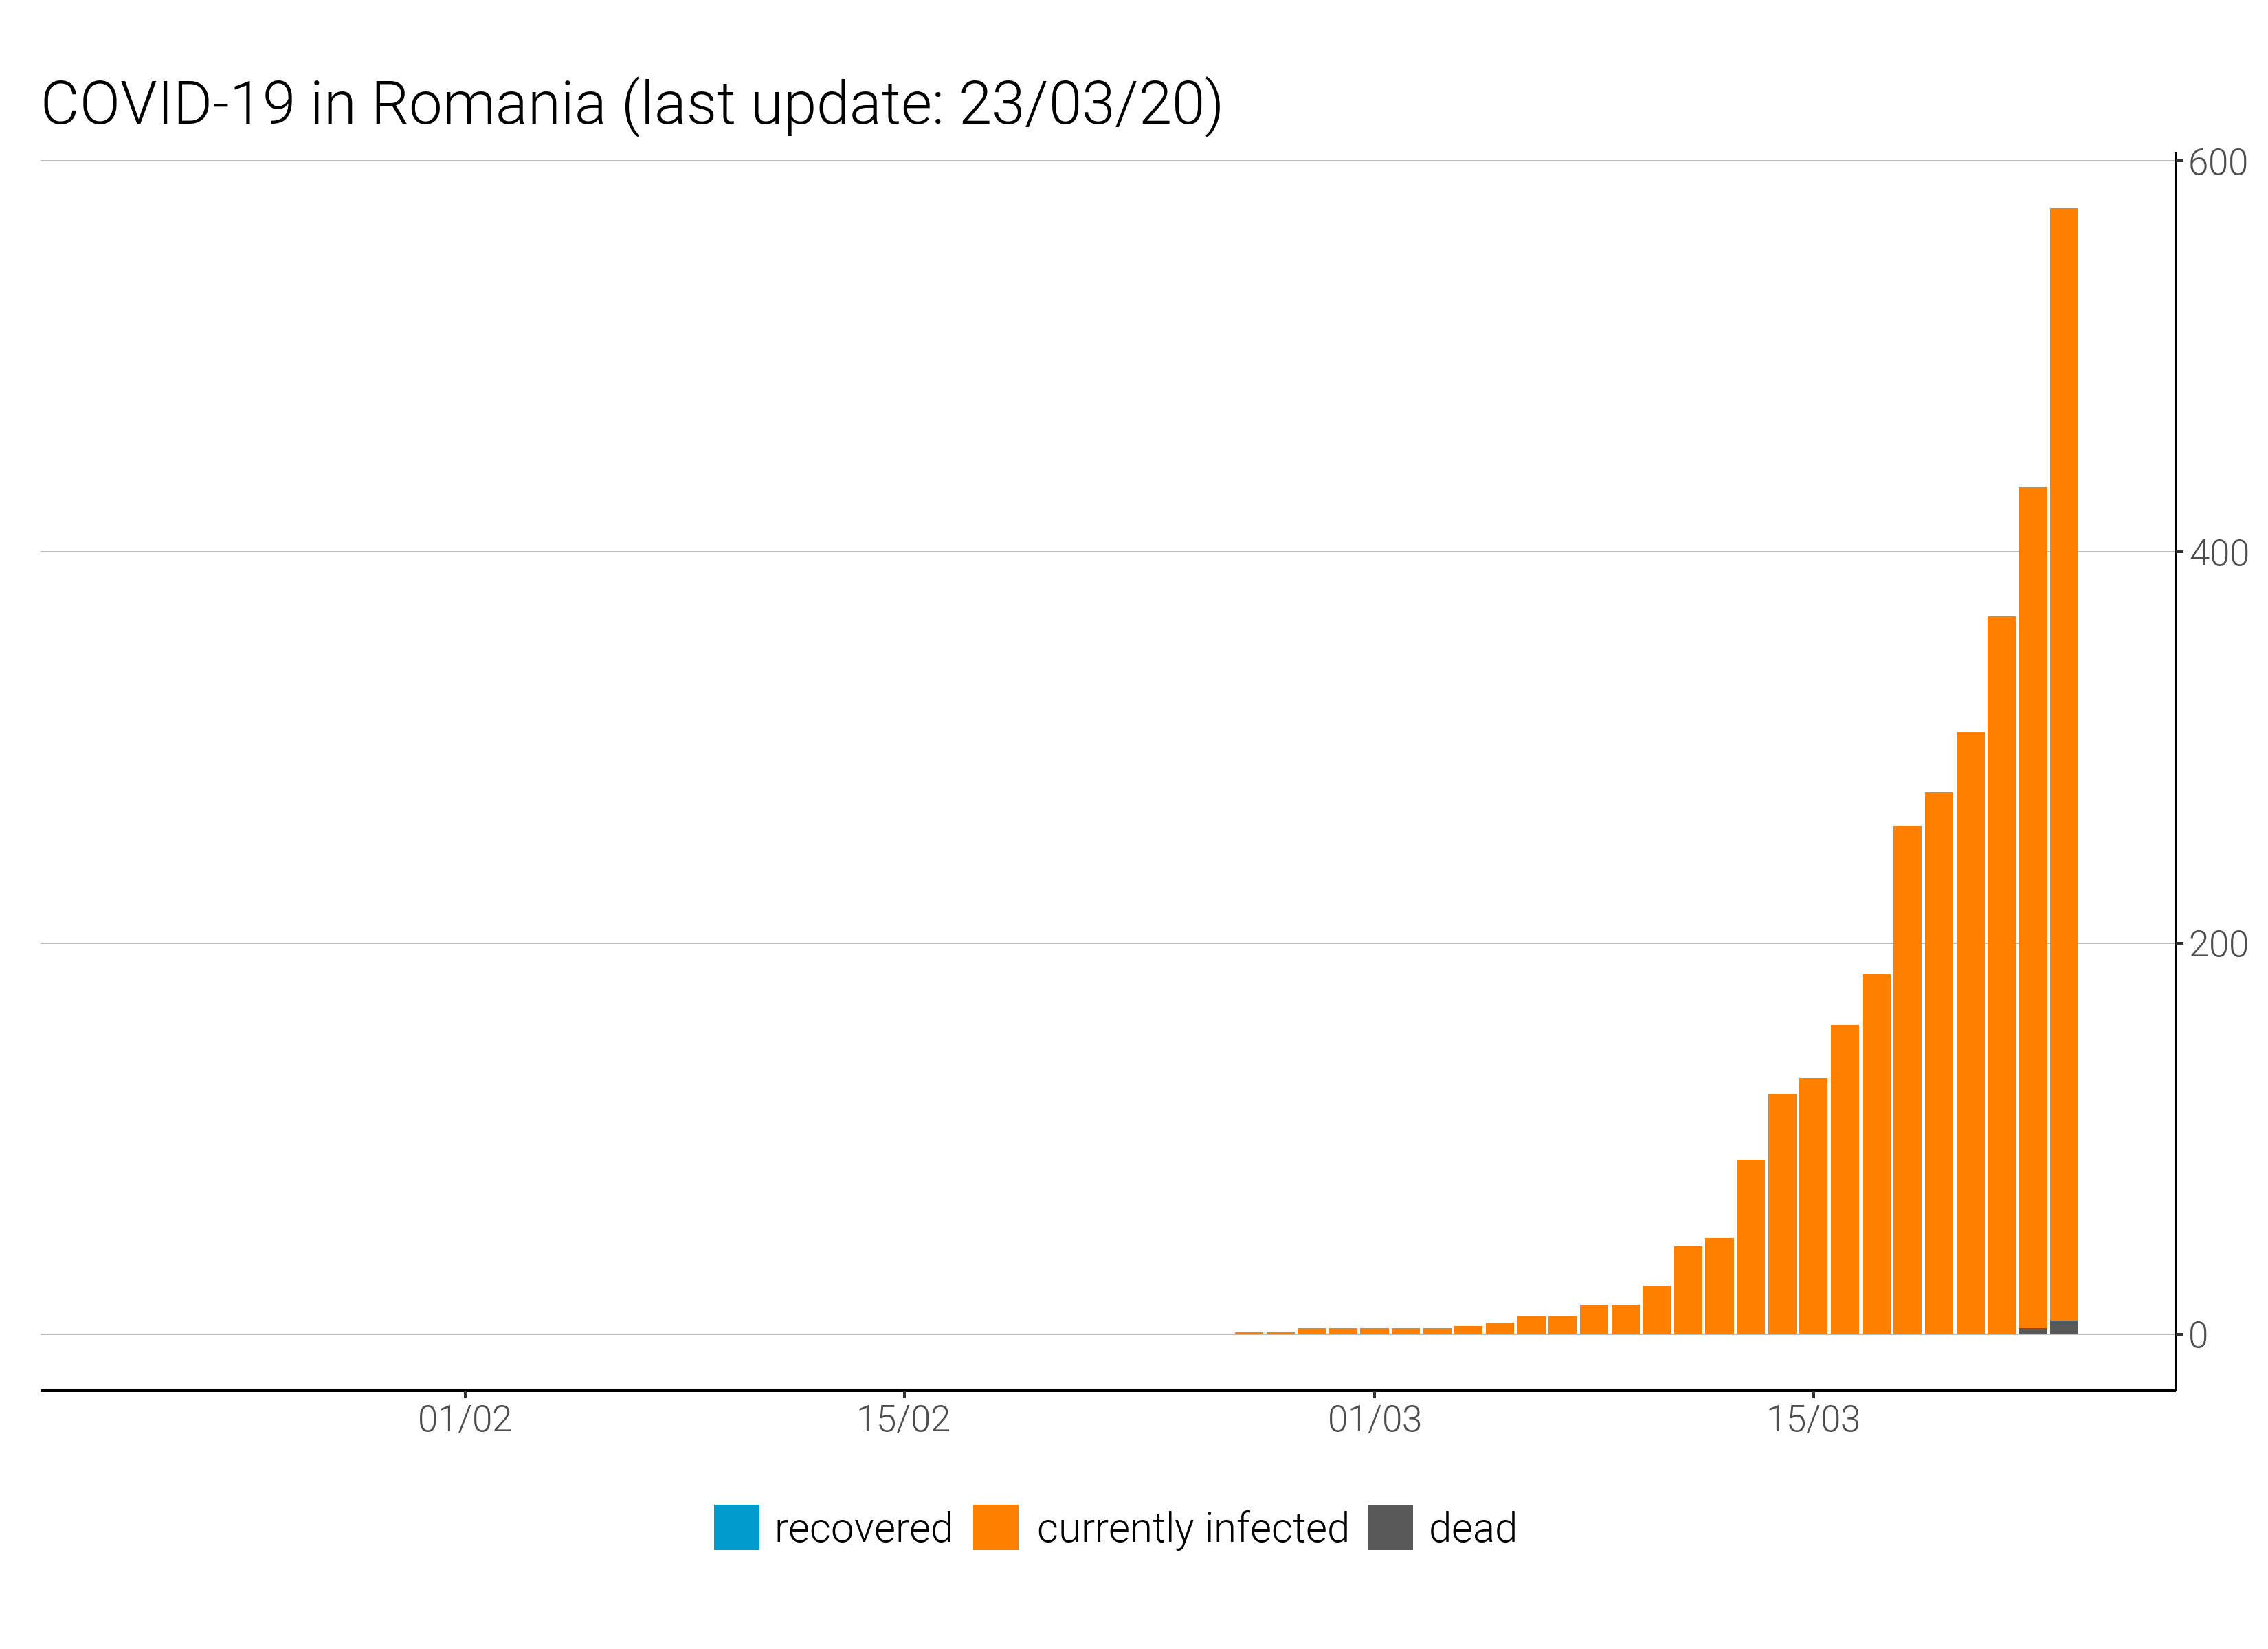 COVID-19 in Romania (last update: 23/03/20)
600
400
200
0
01/02 15/02 01/03 15/03
recovered currently infected dead